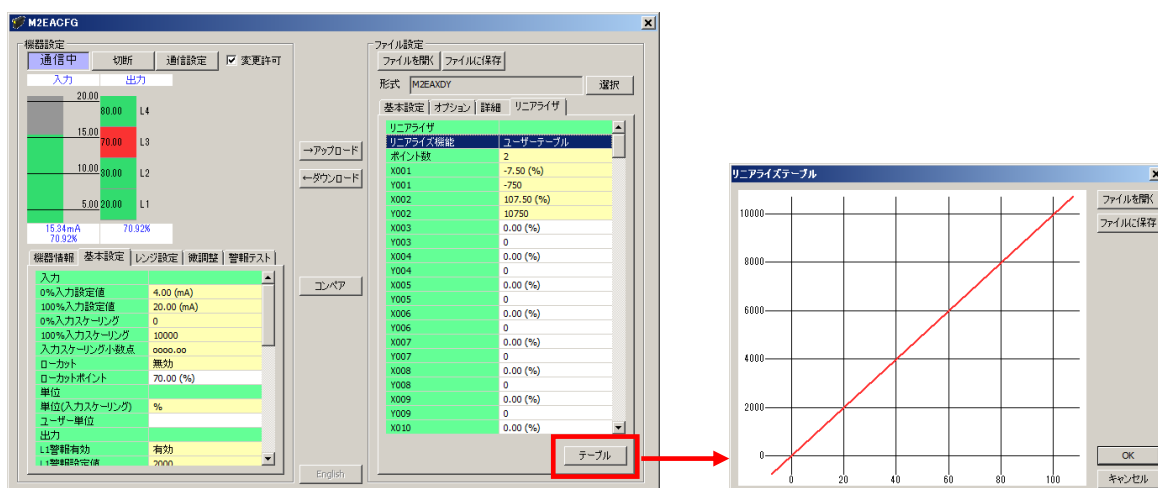 M2EACFG
機器設定
通信中 切断 通信設定 変更許可
入力 出力
20.00
80.00 L4
15.00
70.00 L3
10.00
30.00 L2
5.00 20.00 L1
15.34mA 70.92%
70.92%
機器情報 基本設定 レンジ設定 微調整 警報テスト
入力
0%入力設定値 4.00 (mA)
100%入力設定値 20.00 (mA)
0%入力スケーリング 0
100%入力スケーリング 10000
入力スケーリング小数点 oooo.oo
ローカット 無効
ローカットポイント 70.00 (%)
単位
単位(入力スケーリング) %
ユーザー単位
出力
L1警報有効 有効
L1警報設定値 2000
→アップロード
←ダウンロード
コンペア
English
ファイル設定
ファイルを開く ファイルに保存
形式 M2EAXDY 選択
基本設定 オプション 詳細 リニアライザ
リニアライザ
リニアライズ機能 ユーザーテーブル
ポイント数 2
X001 -7.50 (%)
Y001 -750
X002 107.50 (%)
Y002 10750
X003 0.00 (%)
Y003 0
X004 0.00 (%)
Y004 0
X005 0.00 (%)
Y005 0
X006 0.00 (%)
Y006 0
X007 0.00 (%)
Y007 0
X008 0.00 (%)
Y008 0
X009 0.00 (%)
Y009 0
X010 0.00 (%)
テーブル
リニアライズテーブル
ファイルを開く
ファイルに保存
10000
8000
6000
4000
2000
0
0 20 40 60 80 100
OK
キャンセル